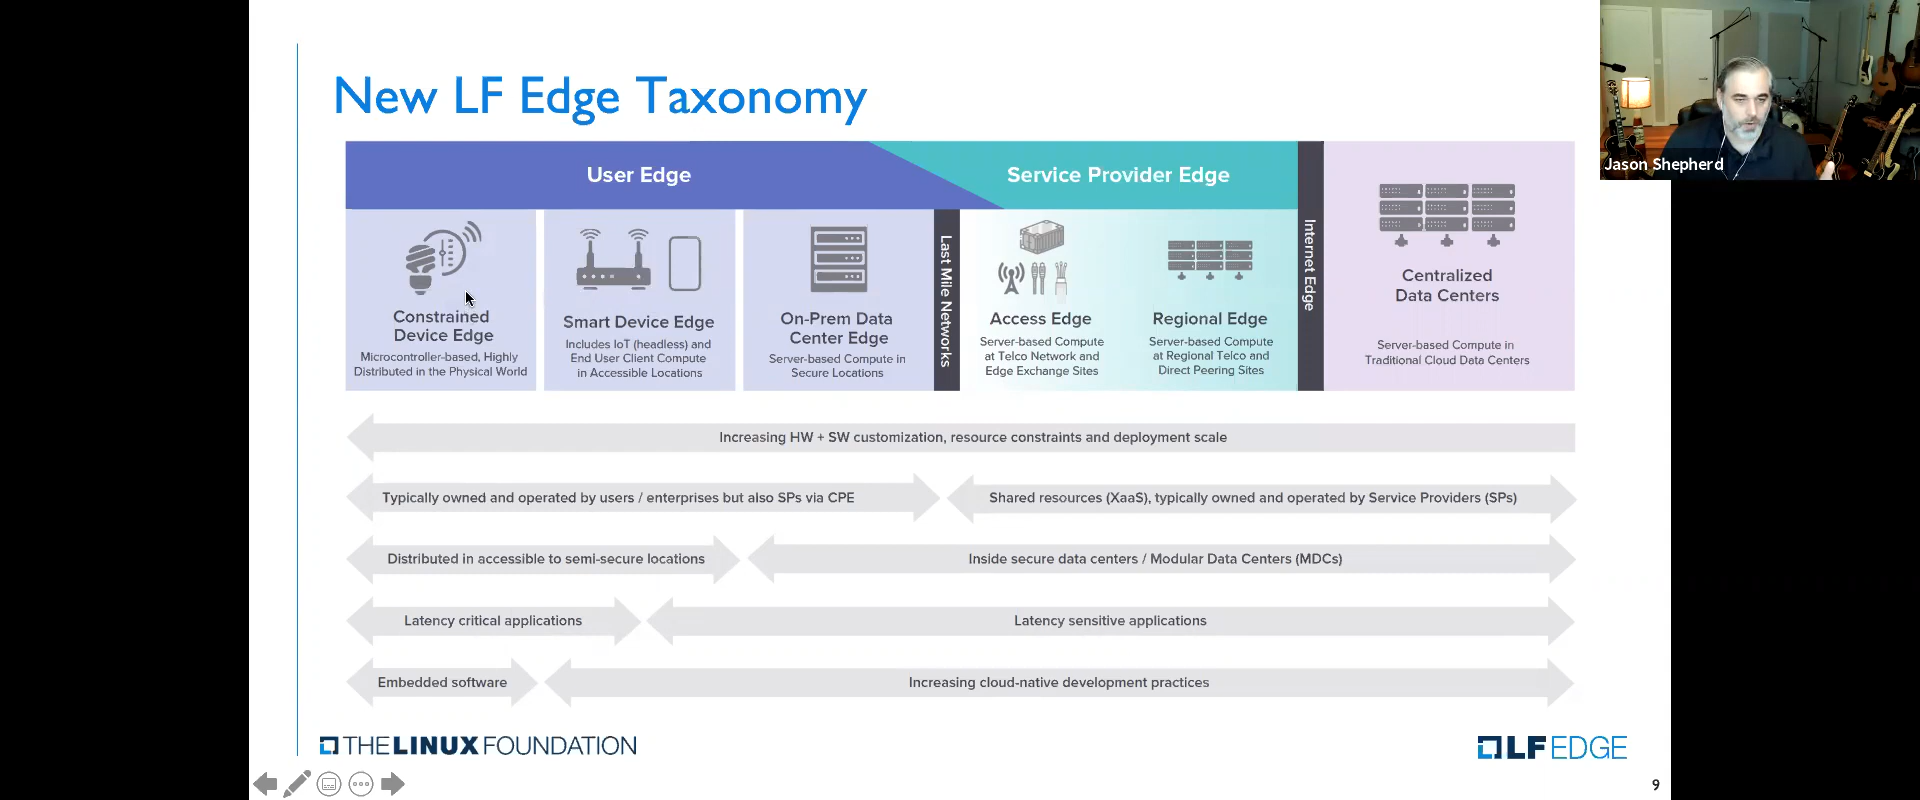 New LF Edge Taxonomy
Jason Shepherd
User Edge
Service Provider Edge
Constrained
Device Edge
Microcontroller-based, Highly
Distributed in the Physical World
Smart Device Edge
Includes IoT (headless) and
End User Client Compute
in Accessible Locations
On-Prem Data
Center Edge
Server-based Compute in
Secure Locations
Last Mile Networks
Access Edge
Server-based Compute
at Telco Network and
Edge Exchange Sites
Regional Edge
Server-based Compute
at Regional Telco and
Direct Peering Sites
Internet Edge
Centralized
Data Centers
Server-based Compute in
Traditional Cloud Data Centers
Increasing HW + SW customization, resource constraints and deployment scale
Typically owned and operated by users / enterprises but also SPs via CPE
Shared resources (XaaS), typically owned and operated by Service Providers (SPs)
Distributed in accessible to semi-secure locations
Inside secure data centers / Modular Data Centers (MDCs)
Latency critical applications
Latency sensitive applications
Embedded software
Increasing cloud-native development practices
THE LINUX FOUNDATION
LF EDGE
9